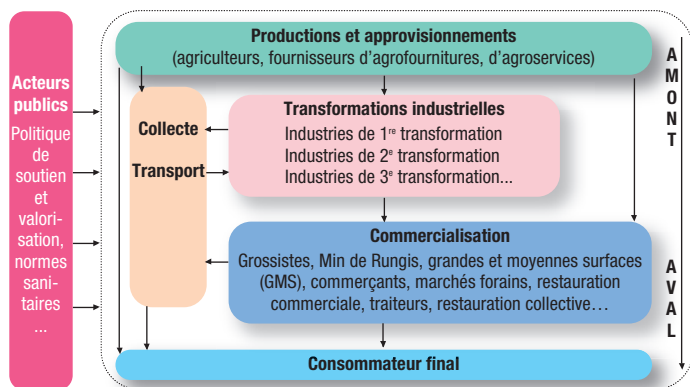 Productions et approvisionnements
(agriculteurs, fournisseurs d'agrofournitures, d'agroservices)
Acteurs
publics
Politique
de
soutien
et
valori-
sation,
normes
sani-
taires
...
Collecte
Transport
Transformations industrielles
Industries de 1re transformation
Industries de 2e transformation
Industries de 3e transformation...
Commercialisation
Grossistes, Min de Rungis, grandes et moyennes surfaces
(GMS), commerçants, marchés forains, restauration
commerciale, traiteurs, restauration collective…
Consommateur final
AMONT
AVAL